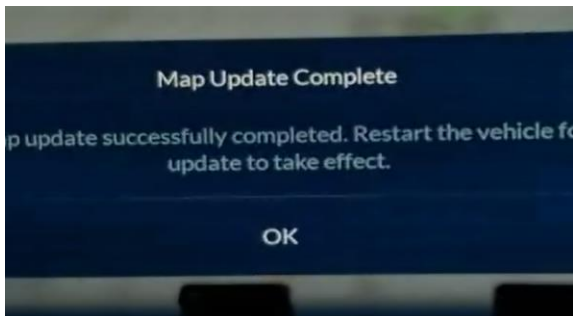 Map Update Complete
p update successfully completed. Restart the vehicle fo
update to take effect.
OK